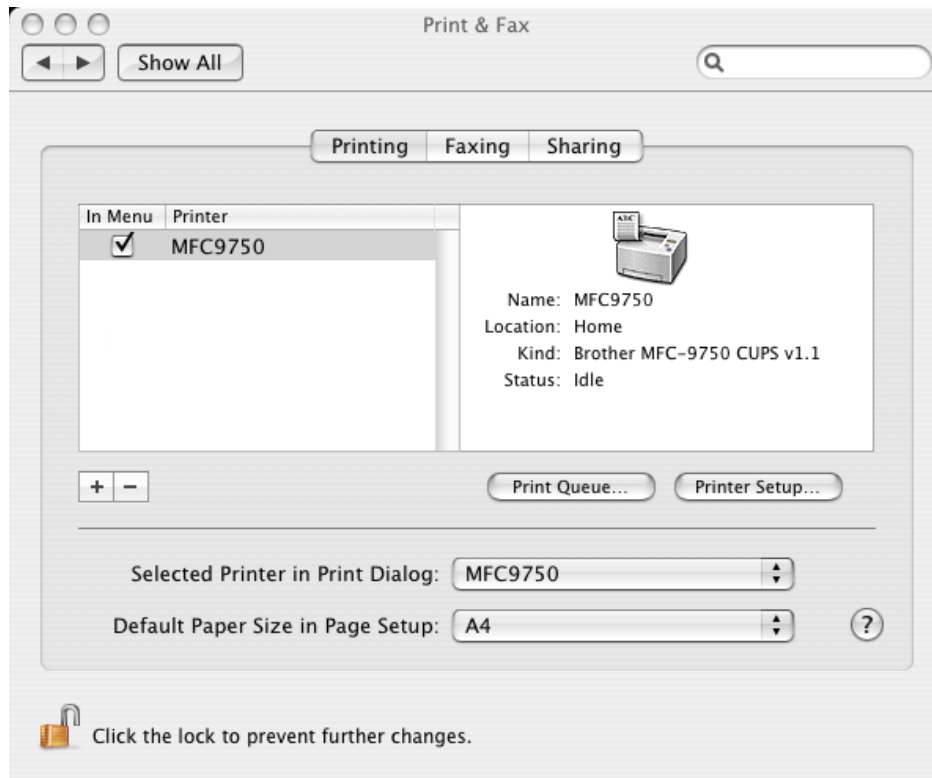 Print & Fax
Show All
Printing Faxing Sharing
In Menu Printer
MFC9750
ABC
Name: MFC9750
Location: Home
Kind: Brother MFC-9750 CUPS v1.1
Status: Idle
+ −
Print Queue... Printer Setup...
Selected Printer in Print Dialog: MFC9750
Default Paper Size in Page Setup: A4 ?
Click the lock to prevent further changes.